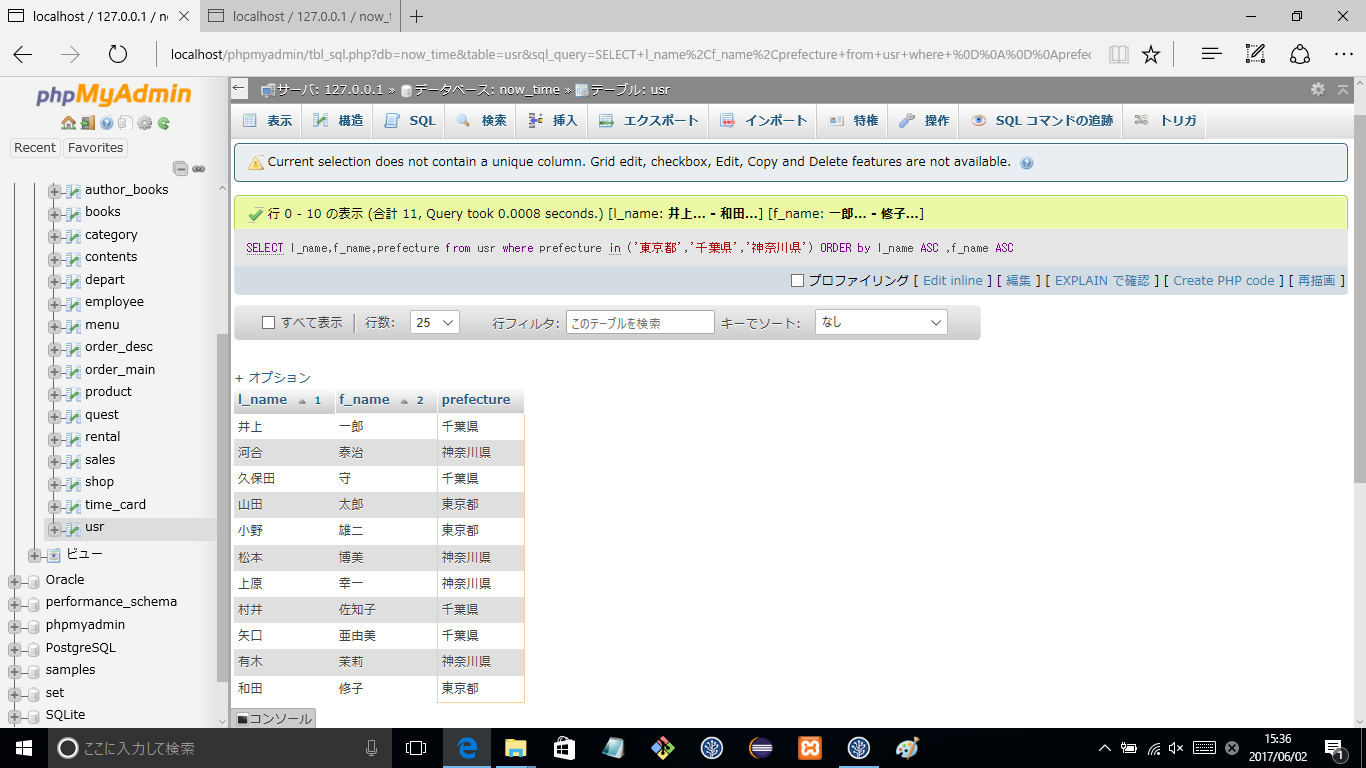 localhost / 127.0.0.1 / no
localhost / 127.0.0.1 / now_t
localhost/phpmyadmin/tbl_sql.php?db=now_time&table=usr&sql_query=SELECT+l_name%2Cf_name%2Cprefecture+from+usr+where+%0D%0A%0D%0Aprefec
phpMyAdmin
Recent Favorites
author_books
books
category
contents
depart
employee
menu
order_desc
order_main
product
quest
rental
sales
shop
time_card
usr
ビュー
Oracle
performance_schema
phpmyadmin
PostgreSQL
samples
set
SQLite
サーバ: 127.0.0.1 » データベース: now_time » テーブル: usr
表示 構造 SQL 検索 挿入 エクスポート インポート 特権 操作 SQL コマンドの追跡 トリガ
Current selection does not contain a unique column. Grid edit, checkbox, Edit, Copy and Delete features are not available.
行 0 - 10 の表示 (合計 11, Query took 0.0008 seconds.) [l_name: 井上... - 和田...] [f_name: 一郎... - 修子...]
SELECT l_name,f_name,prefecture from usr where prefecture in ('東京都','千葉県','神奈川県') ORDER by l_name ASC ,f_name ASC
プロファイリング [ Edit inline ] [ 編集 ] [ EXPLAIN で確認 ] [ Create PHP code ] [ 再描画 ]
すべて表示 行数: 25 行フィルタ: このテーブルを検索 キーでソート: なし
+ オプション
l_name 1 f_name 2 prefecture
井上 一郎 千葉県
河合 泰治 神奈川県
久保田 守 千葉県
山田 太郎 東京都
小野 雄二 東京都
松本 博美 神奈川県
上原 幸一 神奈川県
村井 佐知子 千葉県
矢口 亜由美 千葉県
有木 茉莉 神奈川県
和田 修子 東京都
コンソール
ここに入力して検索
15:36
2017/06/02
1